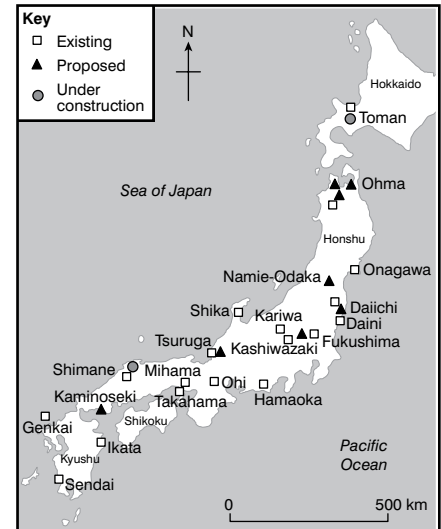 Key
Existing
Proposed
Under
construction
N
Hokkaido
Toman
Sea of Japan
Ohma
Honshu
Onagawa
Namie-Odaka
Shika
Kariwa
Daiichi
Daini
Tsuruga
Kashiwazaki
Fukushima
Shimane
Mihama
Ohi
Kaminoseki
Takahama
Hamaoka
Genkai
Shikoku
Ikata
Kyushu
Pacific
Ocean
Sendai
0
500 km